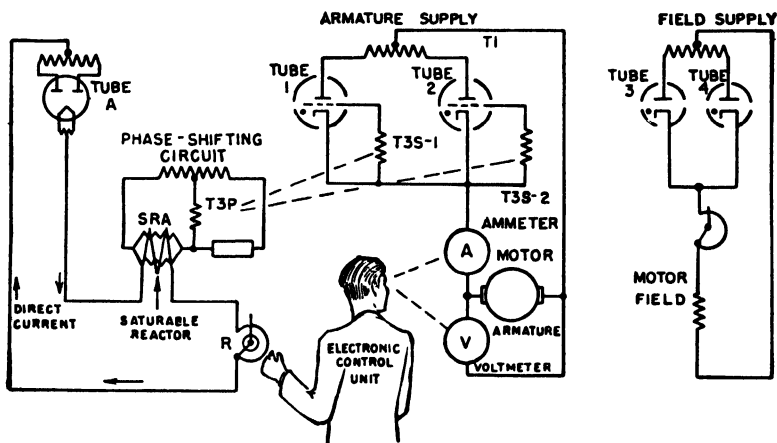 ARMATURE SUPPLY
FIELD SUPPLY
T1
TUBE
A
TUBE
1
TUBE
2
TUBE
3
TUBE
4
PHASE-SHIFTING
CIRCUIT
T3S-1
T3P
T3S-2
SRA
AMMETER
A
MOTOR
ARMATURE
V
VOLTMETER
MOTOR
FIELD
DIRECT
CURRENT
SATURABLE
REACTOR
R
ELECTRONIC
CONTROL
UNIT